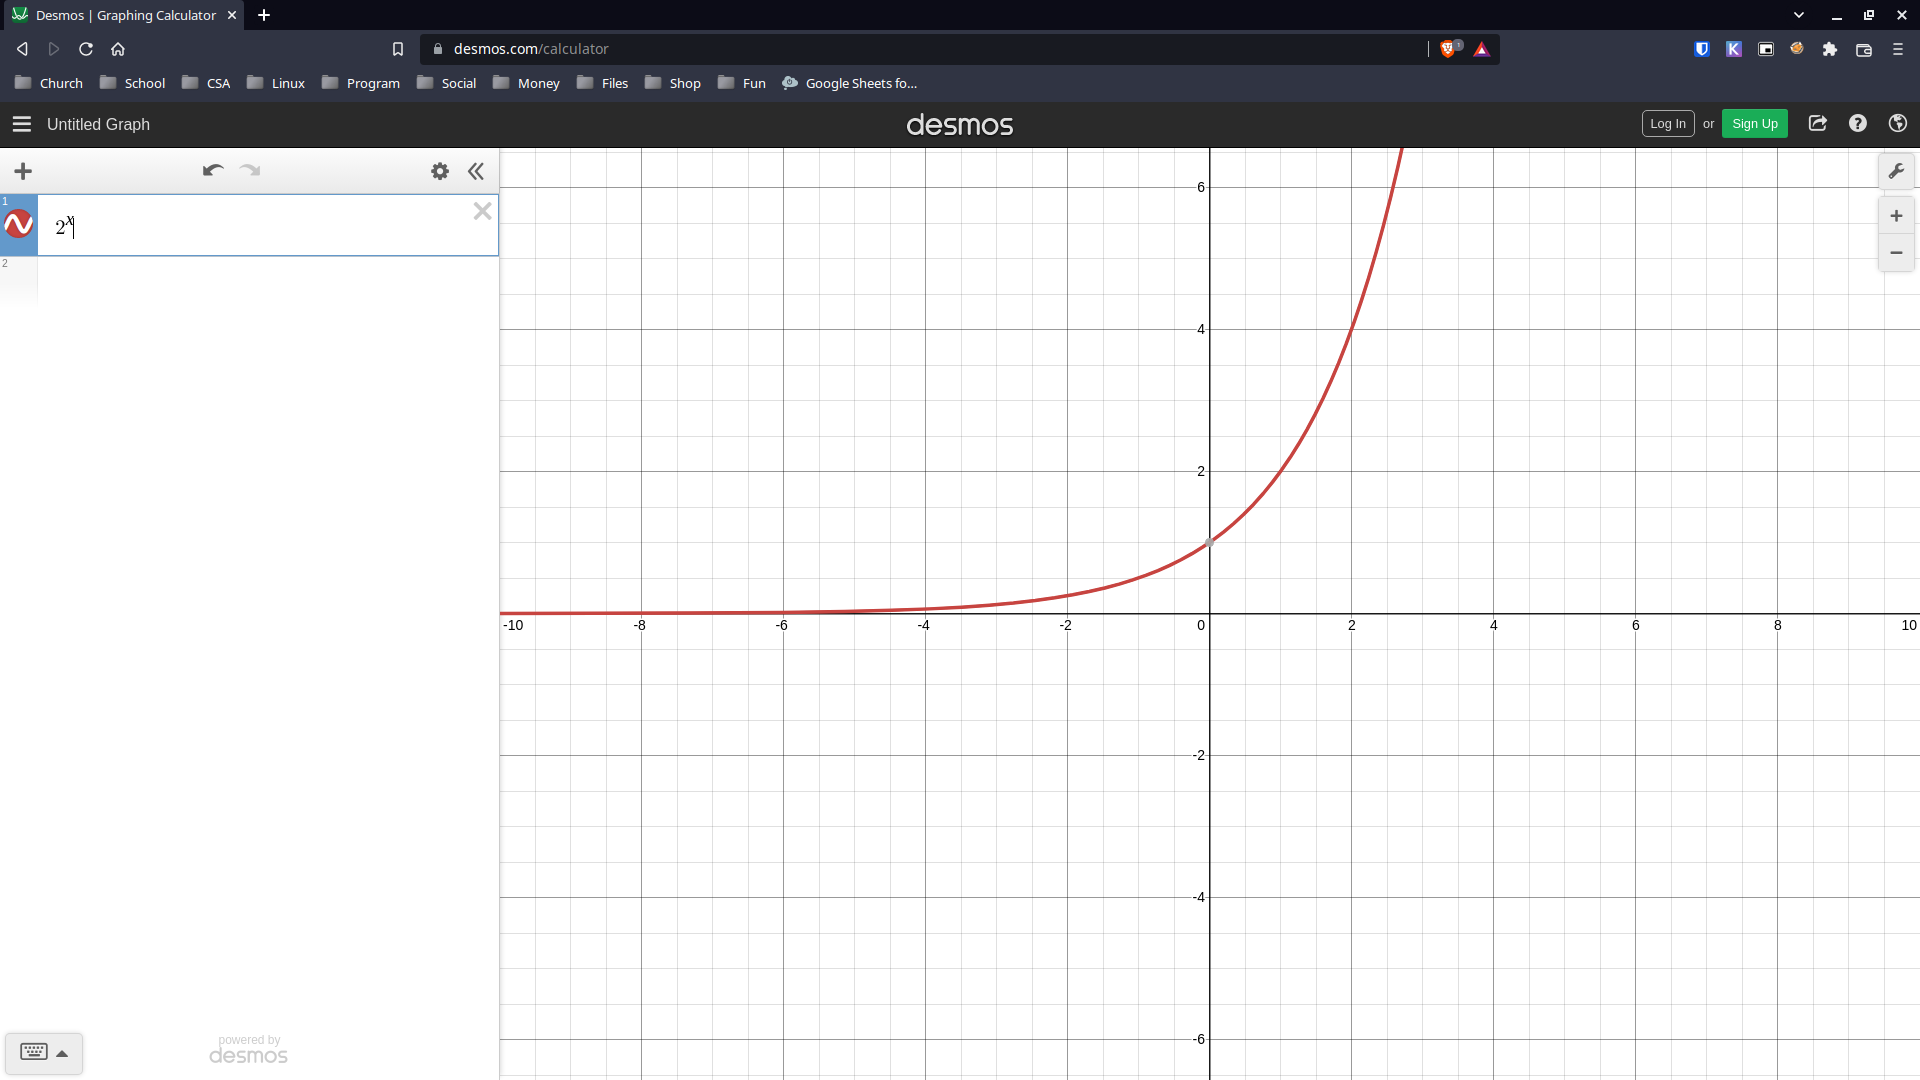 Desmos | Graphing Calculator
desmos.com/calculator
Church School CSA Linux Program Social Money Files Shop Fun Google Sheets fo...
Untitled Graph
desmos
Log In or Sign Up
1
2ˣ
2
6
4
2
-10 -8 -6 -4 -2 0 2 4 6 8 10
-2
-4
-6
powered by
desmos